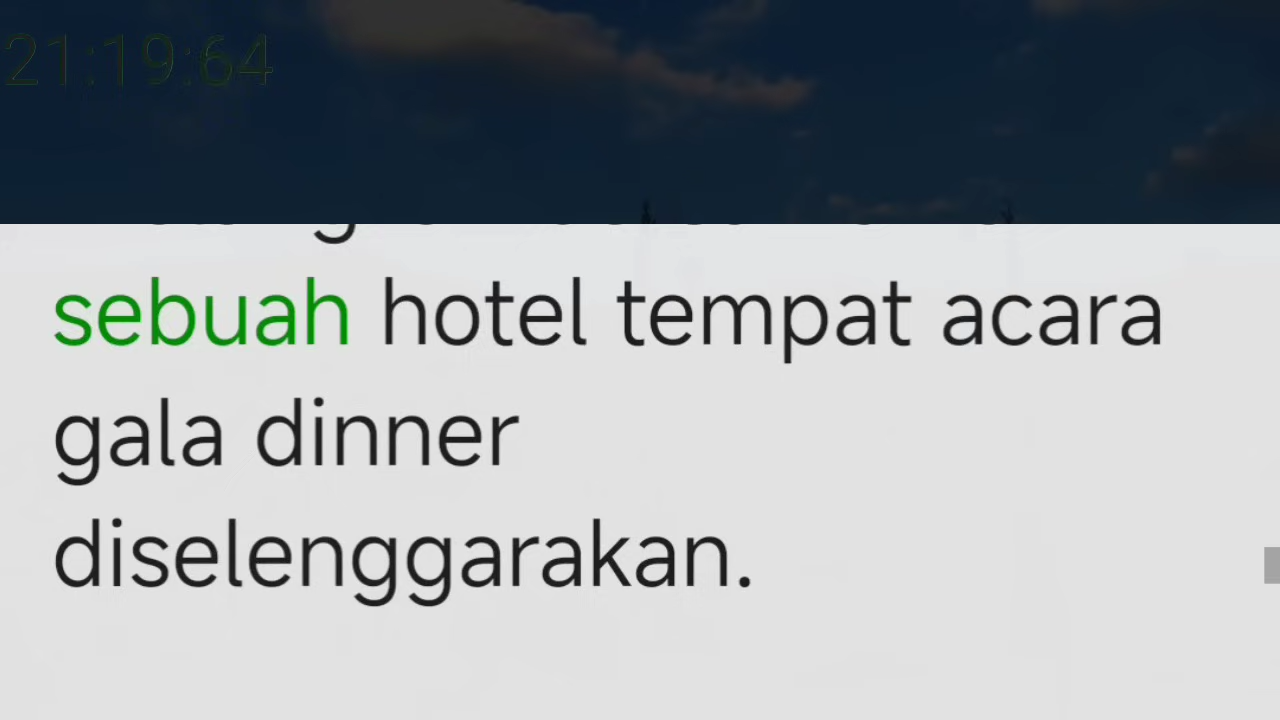 21:19:64
sebuah hotel tempat acara
gala dinner
diselenggarakan.